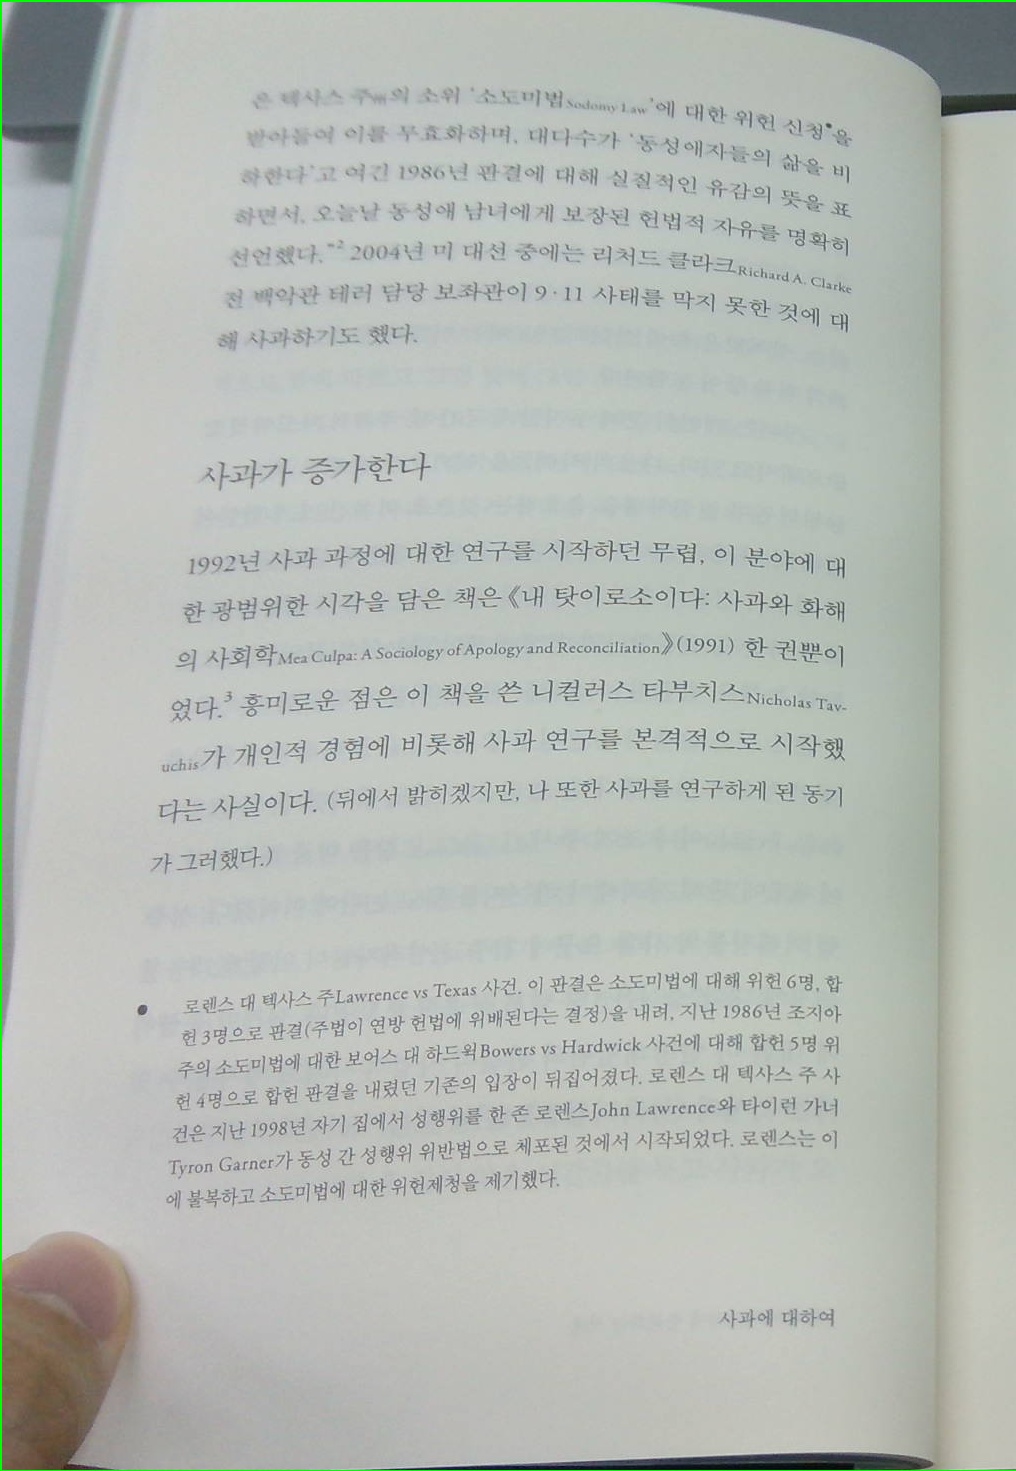 은 텍사스 주州의 소위 '소도미법Sodomy Law'에 대한 위헌 신청•을
받아들여 이를 무효화하며, 대다수가 '동성애자들의 삶을 비
하한다'고 여긴 1986년 판결에 대해 실질적인 유감의 뜻을 표
하면서, 오늘날 동성애 남녀에게 보장된 헌법적 자유를 명확히
선언했다."2 2004년 미 대선 중에는 리처드 클라크Richard A. Clarke
전 백악관 테러 담당 보좌관이 9·11 사태를 막지 못한 것에 대
해 사과하기도 했다.
사과가 증가한다
1992년 사과 과정에 대한 연구를 시작하던 무렵, 이 분야에 대
한 광범위한 시각을 담은 책은 《내 탓이로소이다: 사과와 화해
의 사회학Mea Culpa: A Sociology of Apology and Reconciliation》(1991) 한 권뿐이
었다.3 흥미로운 점은 이 책을 쓴 니컬러스 타부치스Nicholas Tav-
uchis가 개인적 경험에 비롯해 사과 연구를 본격적으로 시작했
다는 사실이다. (뒤에서 밝히겠지만, 나 또한 사과를 연구하게 된 동기
가 그러했다.)
• 로렌스 대 텍사스 주Lawrence vs Texas 사건. 이 판결은 소도미법에 대해 위헌 6명, 합
헌 3명으로 판결(주법이 연방 헌법에 위배된다는 결정)을 내려, 지난 1986년 조지아
주의 소도미법에 대한 보어스 대 하드윅Bowers vs Hardwick 사건에 대해 합헌 5명 위
헌 4명으로 합헌 판결을 내렸던 기존의 입장이 뒤집어졌다. 로렌스 대 텍사스 주 사
건은 지난 1998년 자기 집에서 성행위를 한 존 로렌스John Lawrence와 타이런 가너
Tyron Garner가 동성 간 성행위 위반법으로 체포된 것에서 시작되었다. 로렌스는 이
에 불복하고 소도미법에 대한 위헌제청을 제기했다.
사과에 대하여